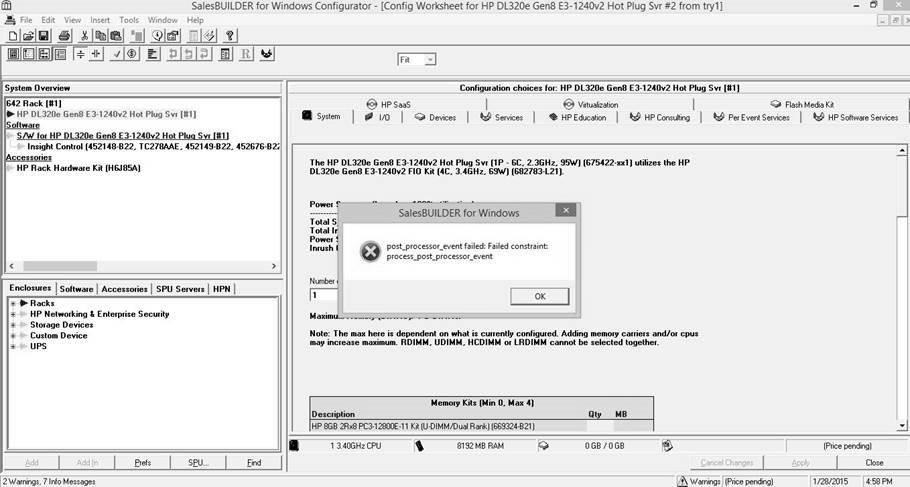 SalesBUILDER for Windows Configurator - [Config Worksheet for HP DL320e Gen8 E3-1240v2 Hot Plug Svr #2 from try1]
File Edit View Insert Tools Window Help
Fit
System Overview
642 Rack [#1]
HP DL320e Gen8 E3-1240v2 Hot Plug Svr [#1]
Software
S/W for HP DL320e Gen8 E3-1240v2 Hot Plug Svr [#1]
Insight Control (452148-B22, TC278AAE, 452149-B22, 452676-B22
Accessories
HP Rack Hardware Kit (H6J85A)
Enclosures Software Accessories SPU Servers HPN
Racks
HP Networking & Enterprise Security
Storage Devices
Custom Device
UPS
Add Add In Prefs SPU... Find
Configuration choices for: HP DL320e Gen8 E3-1240v2 Hot Plug Svr [#1]
HP SaaS Virtualization Flash Media Kit
System I/O Devices Services HP Education HP Consulting Per Event Services HP Software Services
The HP DL320e Gen8 E3-1240v2 Hot Plug Svr (1P - 6C, 2.3GHz, 95W) (675422-xx1) utilizes the HP
DL320e Gen8 E3-1240v2 FIO Kit (4C, 3.4GHz, 69W) (682783-L21).
Power S
Total S
Total In
Power S
Inrush
Number
1
Maximum
SalesBUILDER for Windows
post_processor_event failed: Failed constraint:
process_post_processor_event
OK
Note: The max here is dependent on what is currently configured. Adding memory carriers and/or cpus
may increase maximum. RDIMM, UDIMM, HCDIMM or LRDIMM cannot be selected together.
Memory Kits (Min 0, Max 4)
Description Qty MB
HP 8GB 2Rx8 PC3-12800E-11 Kit (U-DIMM/Dual Rank) (669324-B21)
1 3.40GHz CPU 8192 MB RAM 0 GB / 0 GB (Price pending)
Cancel Changes Apply Close
2 Warnings, 7 Info Messages Warnings (Price pending) 1/28/2015 4:58 PM